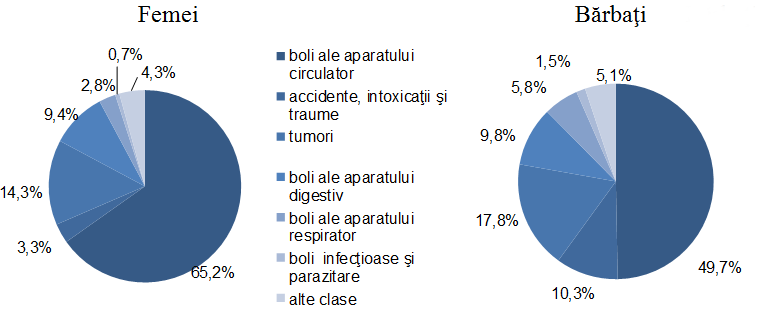 Femei
0,7%
4,3%
2,8%
9,4%
14,3%
3,3%
65,2%
boli ale aparatului
circulator
accidente, intoxicaţii şi
traume
tumori
boli ale aparatului
digestiv
boli ale aparatului
respirator
boli infecţioase şi
parazitare
alte clase
Bărbaţi
1,5%
5,1%
5,8%
9,8%
17,8%
10,3%
49,7%